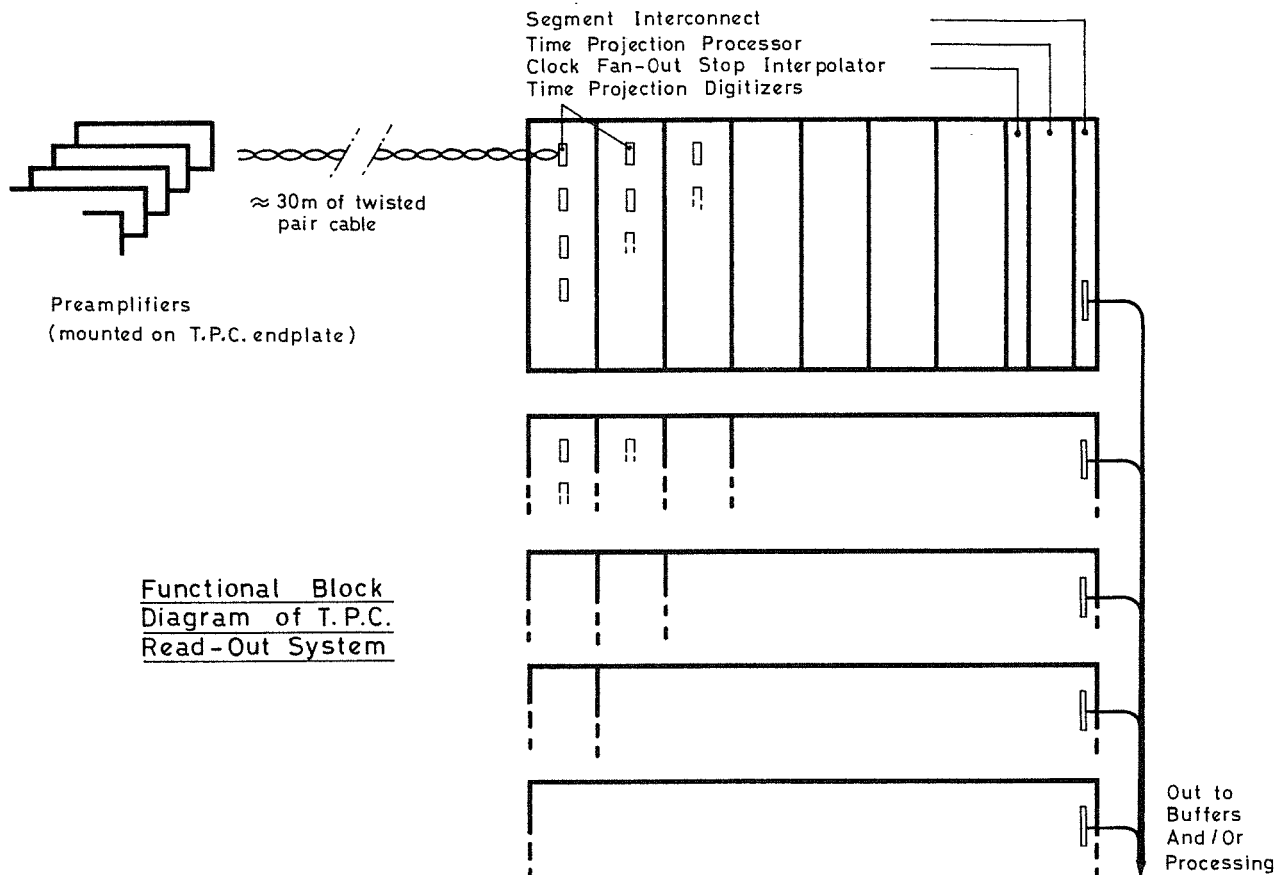 Segment Interconnect
Time Projection Processor
Clock Fan-Out Stop Interpolator
Time Projection Digitizers
≈ 30m of twisted
pair cable
Preamplifiers
(mounted on T.P.C. endplate)
Functional Block
Diagram of T.P.C.
Read-Out System
Out to
Buffers
And/Or
Processing